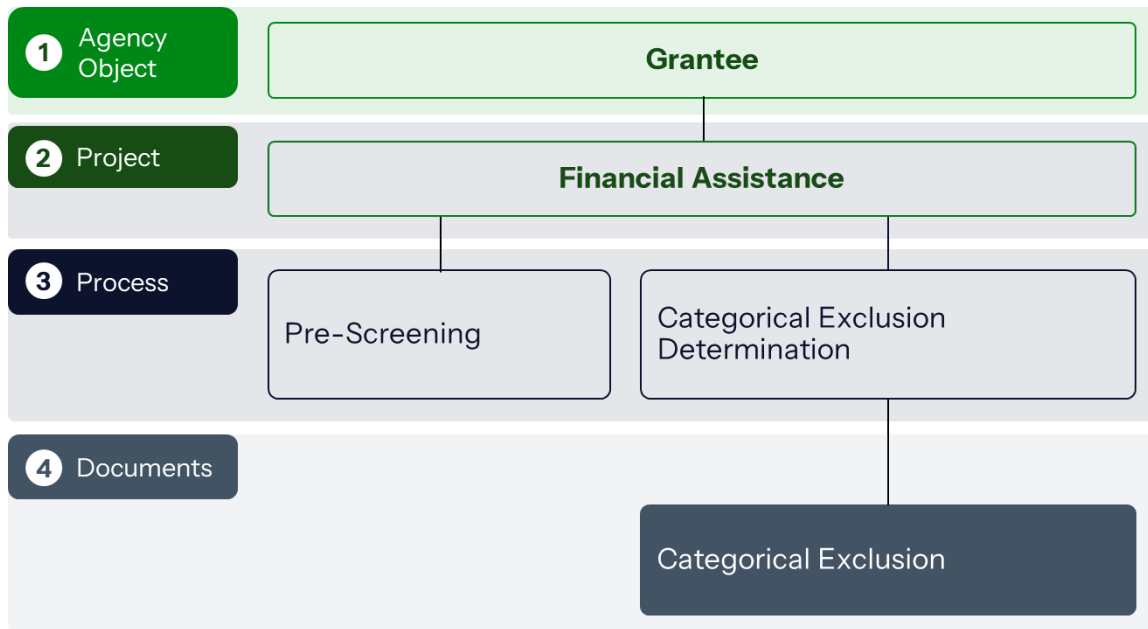 1
Agency
Object
Grantee
2
Project
Financial Assistance
3
Process
Pre-Screening
Categorical Exclusion
Determination
4
Documents
Categorical Exclusion